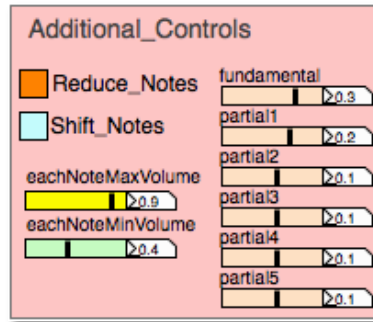 Additional_Controls
Reduce_Notes
Shift_Notes
eachNoteMaxVolume
0.9
eachNoteMinVolume
0.4
fundamental
0.3
partial1
0.2
partial2
0.1
partial3
0.1
partial4
0.1
partial5
0.1